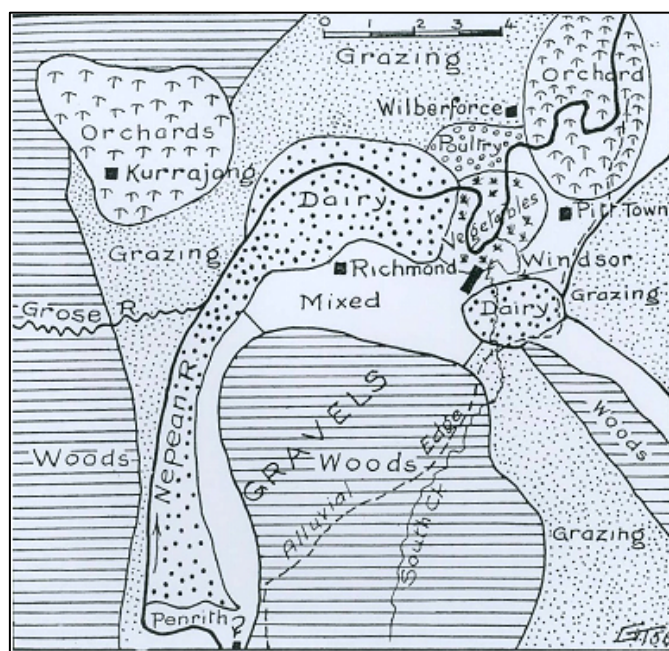 0 1 2 3 4
Grazing
Orchard
Wilberforce
Orchards
Poultry
Kurrajong
Dairy
Vegetables
Pitt Town
Grazing
Richmond
Windsor
Mixed
Dairy
Grazing
Grose R.
Nepean R.
GRAVELS
Woods
Woods
Edge
Woods
Alluvial
South Ck
Grazing
Penrith
?